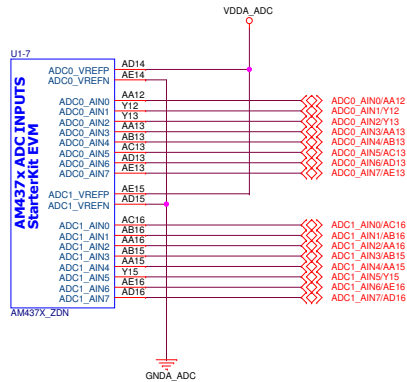 VDDA_ADC
U1-7
AM437x ADC INPUTS
StarterKit EVM
ADC0_VREFP AD14
ADC0_VREFN AE14
ADC0_AIN0 AA12 ADC0_AIN0/AA12
ADC0_AIN1 Y12 ADC0_AIN1/Y12
ADC0_AIN2 Y13 ADC0_AIN2/Y13
ADC0_AIN3 AA13 ADC0_AIN3/AA13
ADC0_AIN4 AB13 ADC0_AIN4/AB13
ADC0_AIN5 AC13 ADC0_AIN5/AC13
ADC0_AIN6 AD13 ADC0_AIN6/AD13
ADC0_AIN7 AE13 ADC0_AIN7/AE13
ADC1_VREFP AE15
ADC1_VREFN AD15
ADC1_AIN0 AC16 ADC1_AIN0/AC16
ADC1_AIN1 AB16 ADC1_AIN1/AB16
ADC1_AIN2 AA16 ADC1_AIN2/AA16
ADC1_AIN3 AB15 ADC1_AIN3/AB15
ADC1_AIN4 AA15 ADC1_AIN4/AA15
ADC1_AIN5 Y15 ADC1_AIN5/Y15
ADC1_AIN6 AE16 ADC1_AIN6/AE16
ADC1_AIN7 AD16 ADC1_AIN7/AD16
AM437X_ZDN
GNDA_ADC